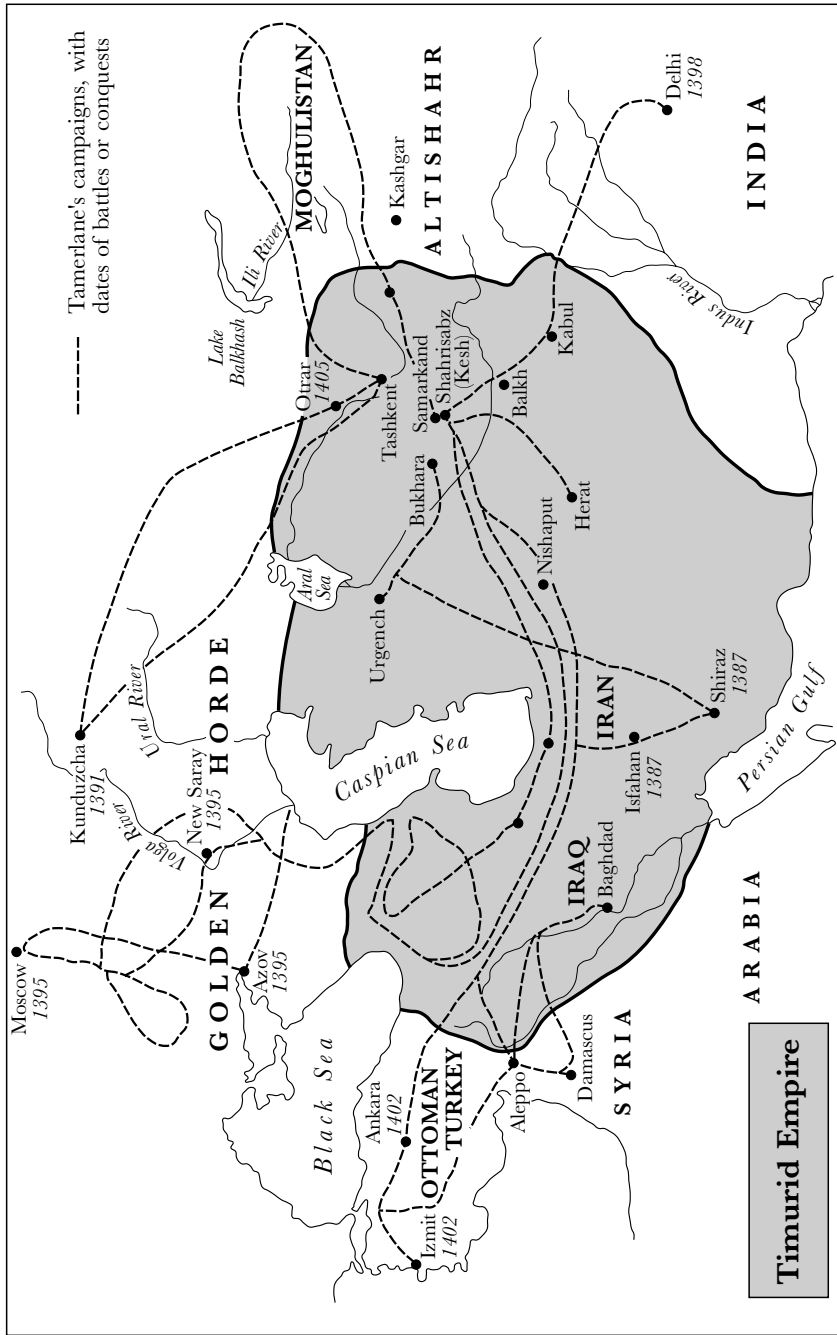 Tamerlane's campaigns, with
dates of battles or conquests
Moscow
1395
Kunduzcha
1391
Volga River
Ural River
New Saray
1395
GOLDEN HORDE
Azov
1395
Black Sea
Caspian Sea
Aral
Sea
Lake
Balkhash
Ili River
MOGHULISTAN
Otrar
1405
Tashkent
Kashgar
ALTISHAHR
Samarkand
Shahrisabz
(Kesh)
Bukhara
Urgench
Balkh
Kabul
Herat
Nishaput
Ankara
1402
Izmit
1402
OTTOMAN
TURKEY
Aleppo
Damascus
SYRIA
IRAQ
Baghdad
IRAN
Isfahan
1387
Shiraz
1387
Persian Gulf
ARABIA
Indus River
Delhi
1398
INDIA
Timurid Empire